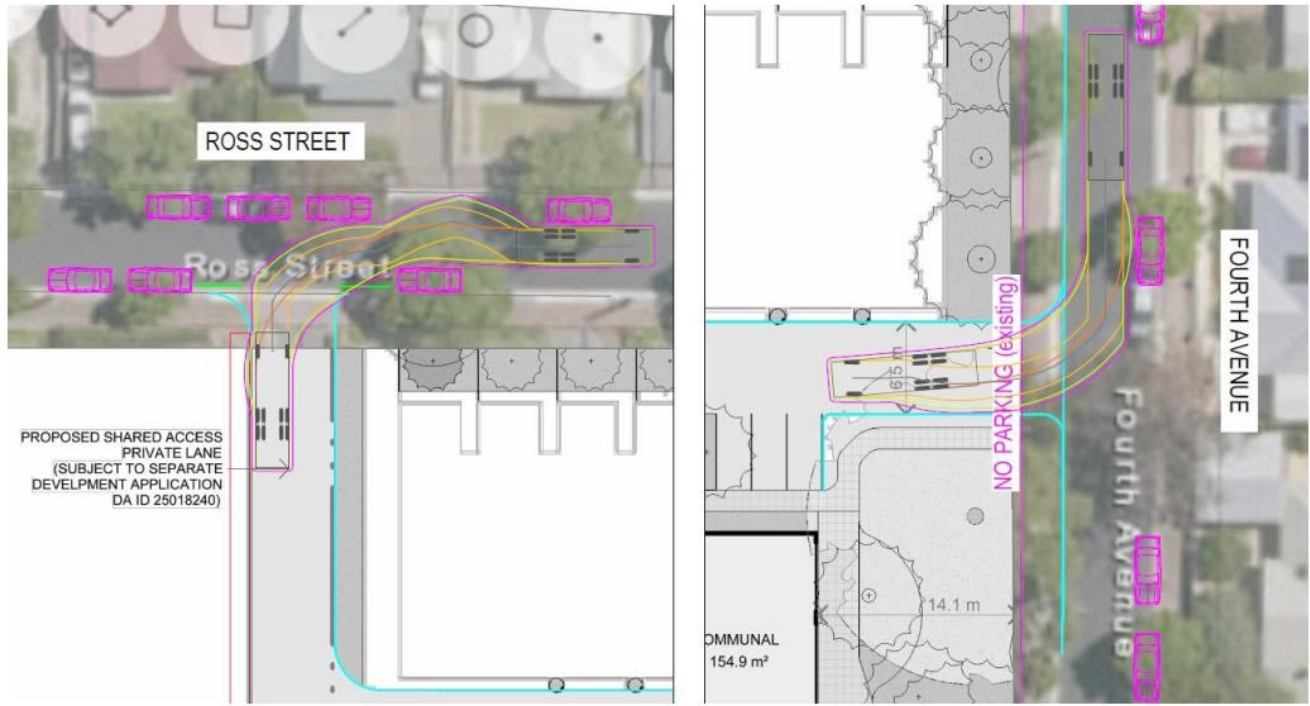 ROSS STREET
Ross Street
PROPOSED SHARED ACCESS
PRIVATE LANE
(SUBJECT TO SEPARATE
DEVELPMENT APPLICATION
DA ID 25018240)
FOURTH AVENUE
NO PARKING (existing)
6.5 m
Fourth Avenue
14.1 m
OMMUNAL
154.9 m²